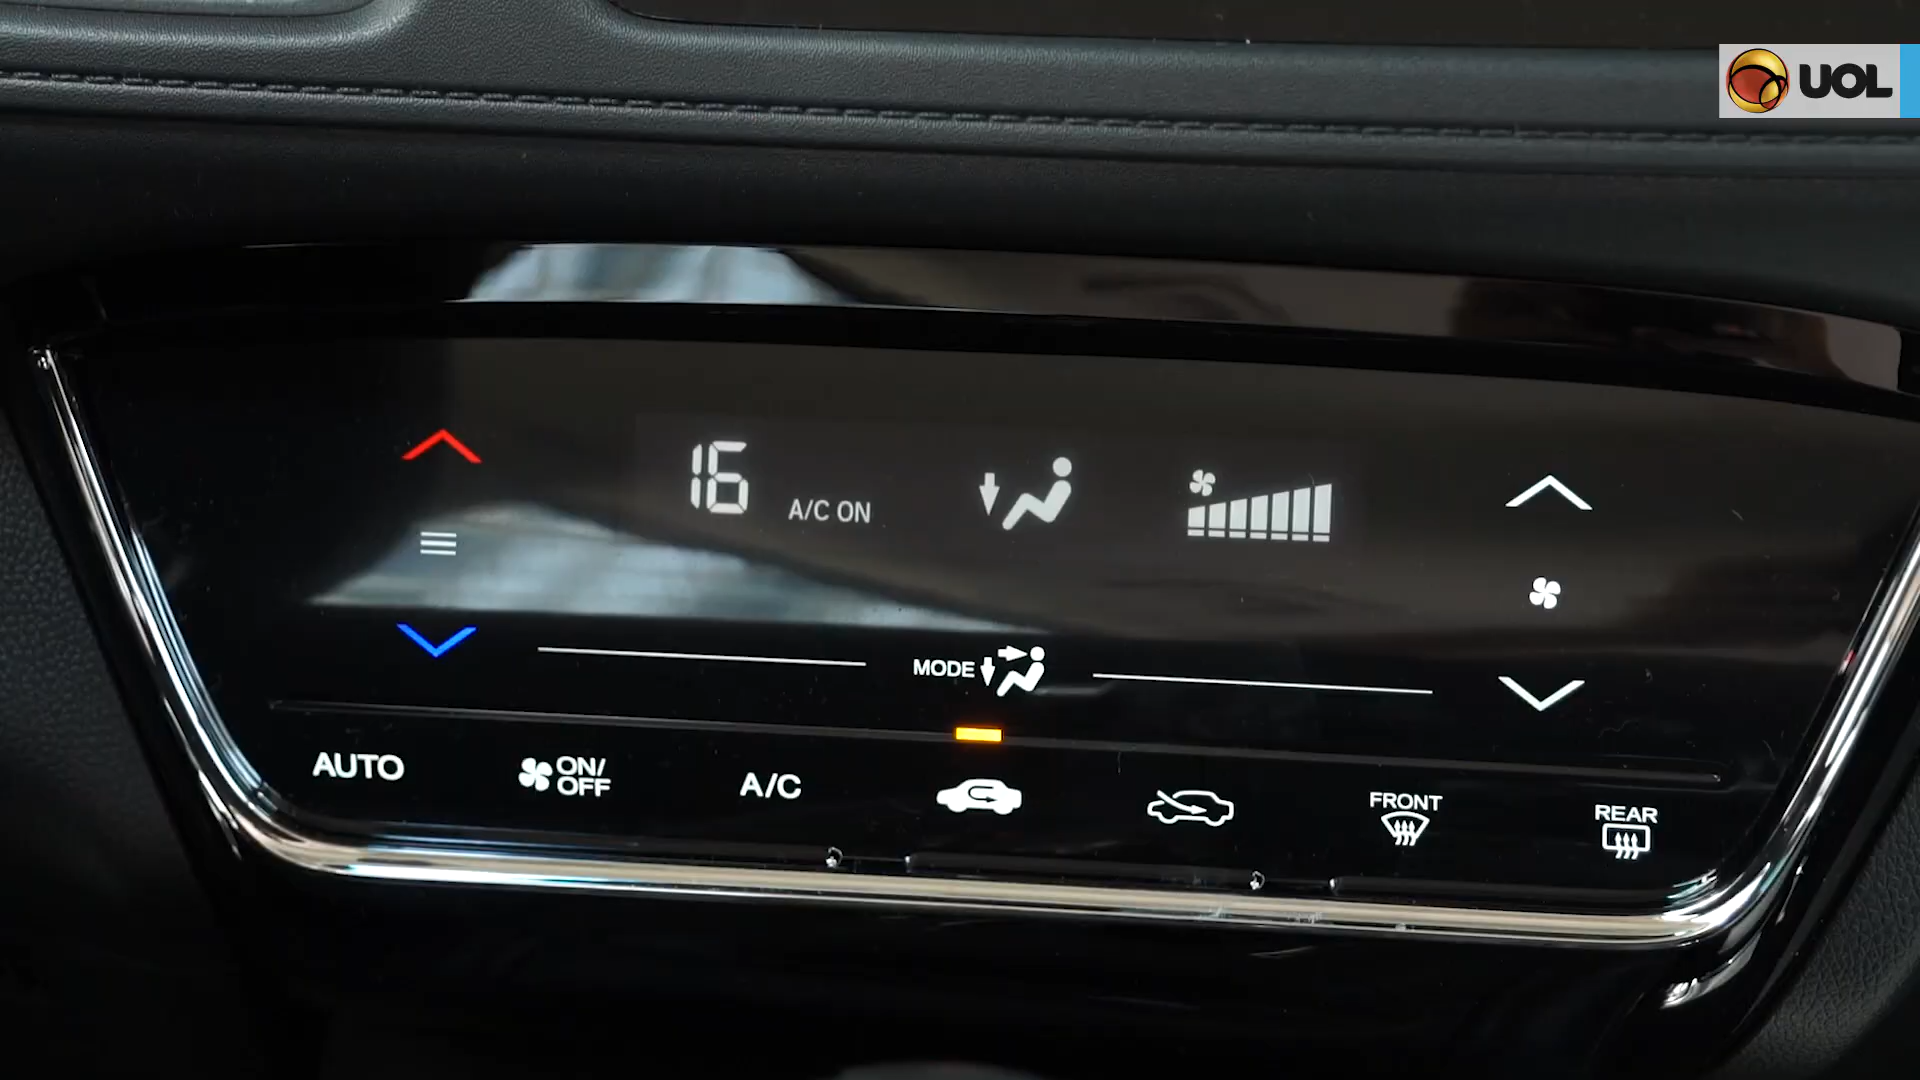 UOL
16
A/C ON
MODE
AUTO
ON/
OFF
A/C
FRONT
REAR